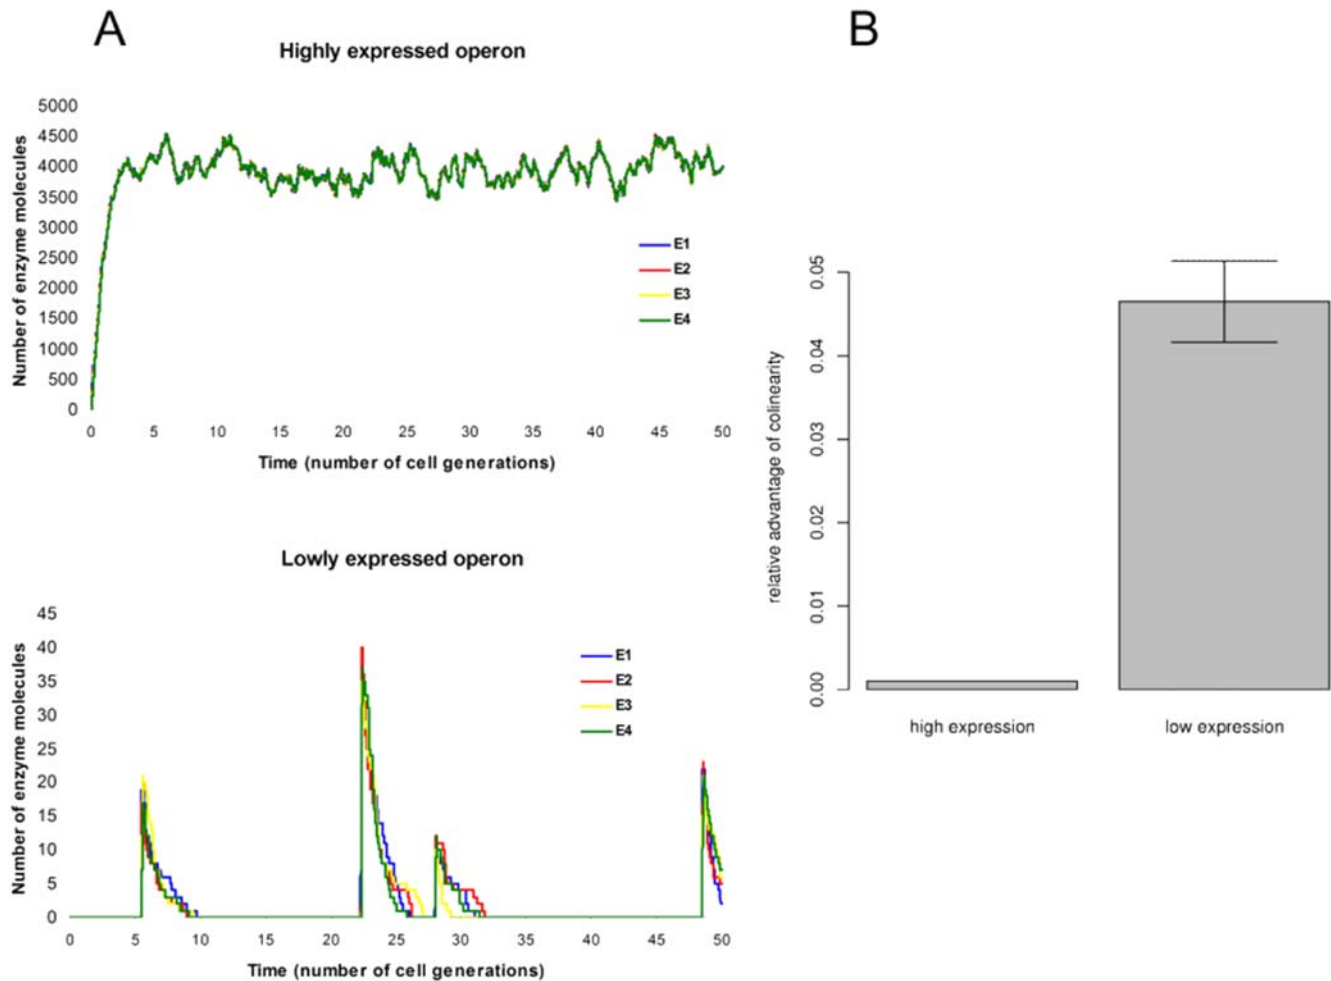 A
Highly expressed operon
Number of enzyme molecules
5000
4500
4000
3500
3000
2500
2000
1500
1000
500
0
E1
E2
E3
E4
0 5 10 15 20 25 30 35 40 45 50
Time (number of cell generations)
Lowly expressed operon
Number of enzyme molecules
45
40
35
30
25
20
15
10
5
0
E1
E2
E3
E4
0 5 10 15 20 25 30 35 40 45 50
Time (number of cell generations)
B
relative advantage of colinearity
0.05
0.04
0.03
0.02
0.01
0.00
high expression low expression